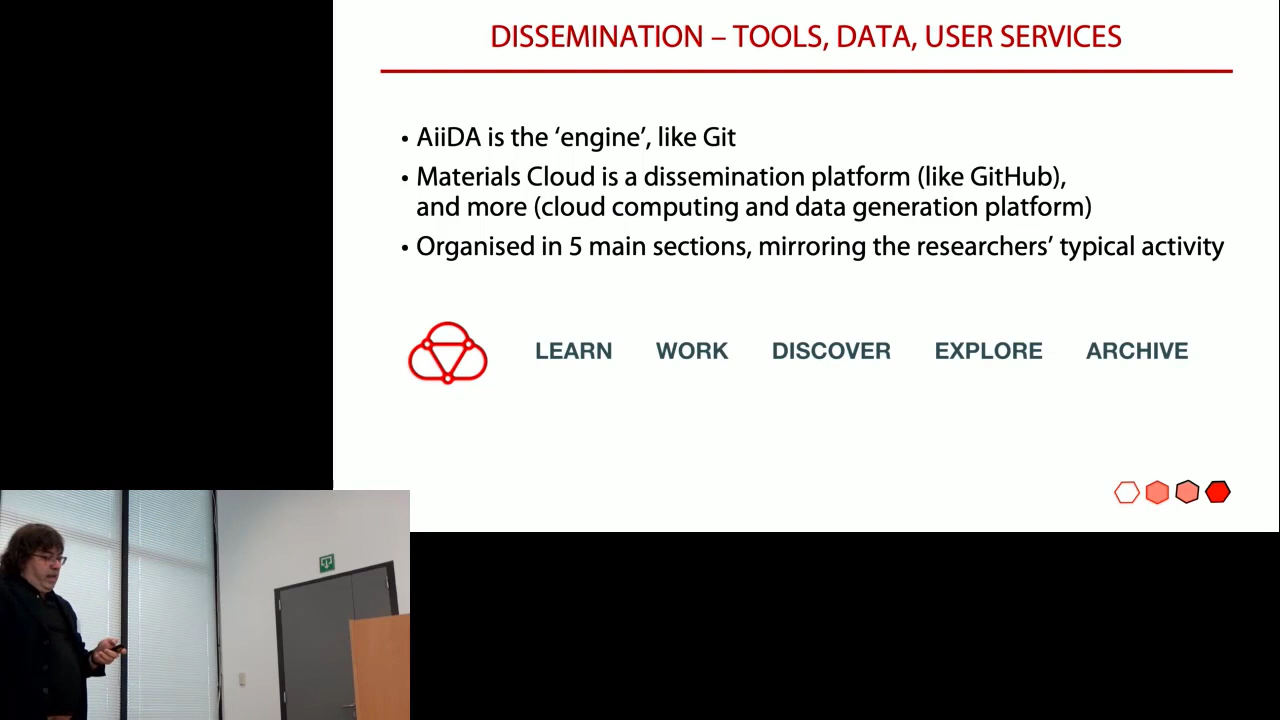 DISSEMINATION – TOOLS, DATA, USER SERVICES
• AiiDA is the ‘engine’, like Git
• Materials Cloud is a dissemination platform (like GitHub),
and more (cloud computing and data generation platform)
• Organised in 5 main sections, mirroring the researchers’ typical activity
LEARN WORK DISCOVER EXPLORE ARCHIVE